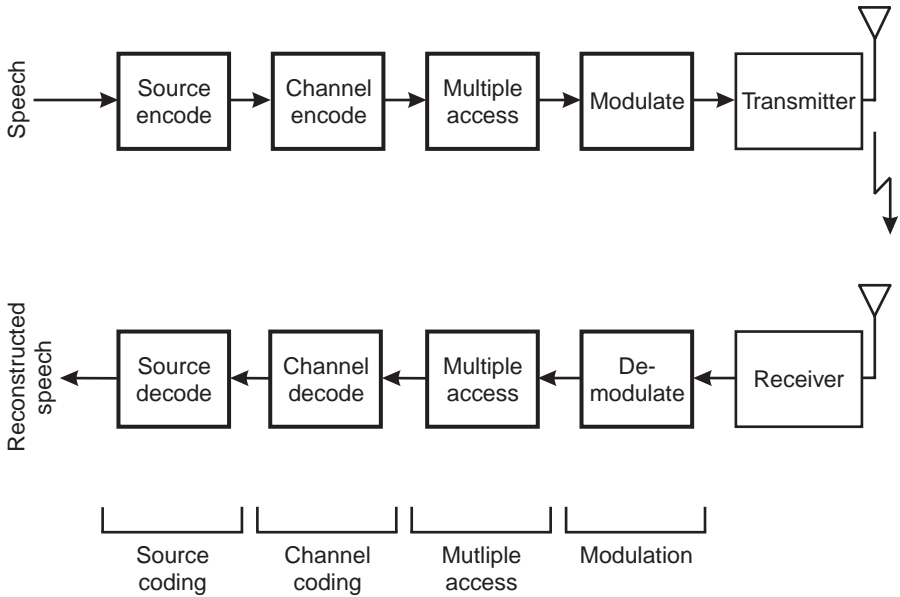 Speech
Source
encode
Channel
encode
Multiple
access
Modulate
Transmitter
Reconstructed
speech
Source
decode
Channel
decode
Multiple
access
De-
modulate
Receiver
Source
coding
Channel
coding
Mutliple
access
Modulation